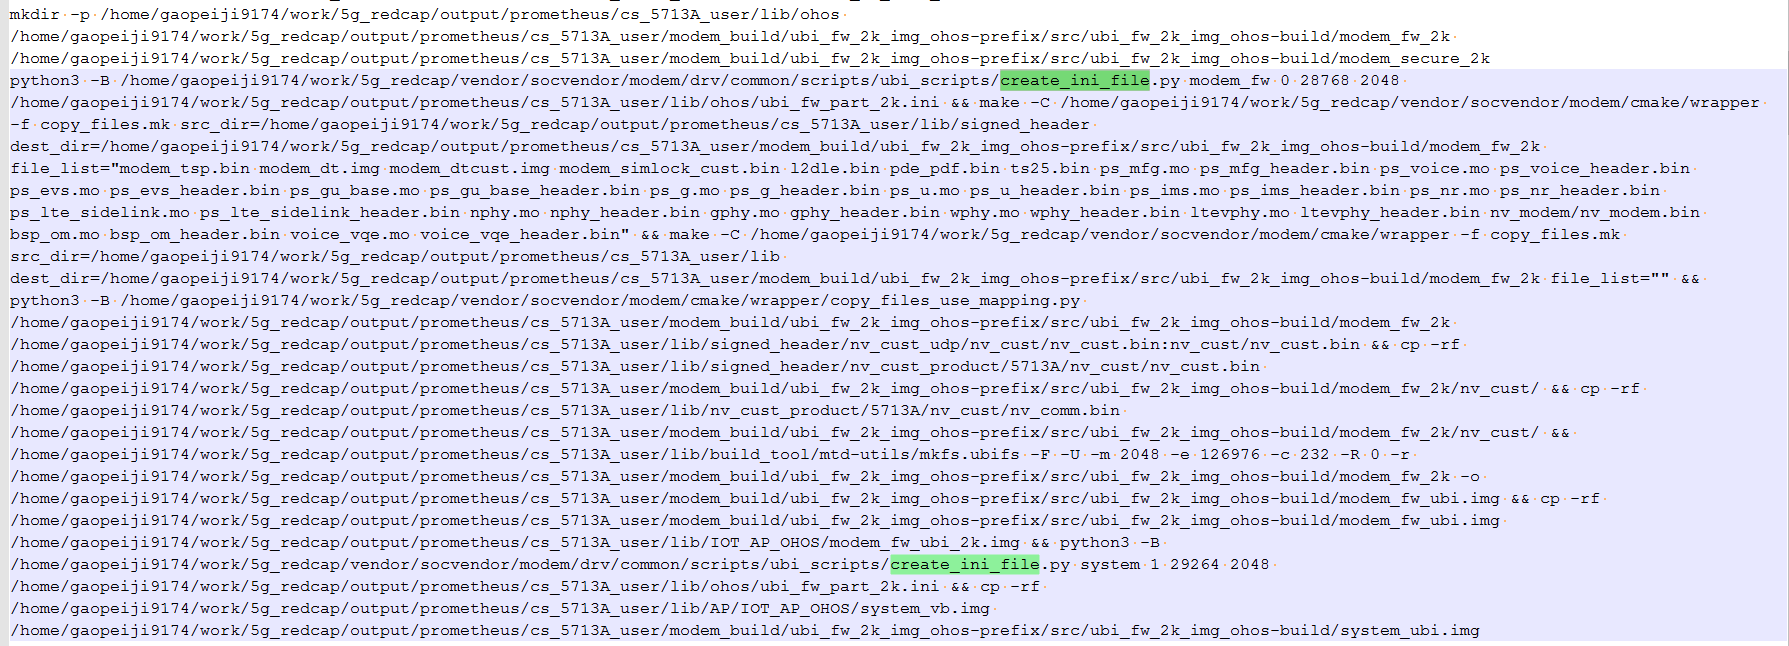 mkdir -p /home/gaopeiji9174/work/5g_redcap/output/prometheus/cs_5713A_user/lib/ohos
/home/gaopeiji9174/work/5g_redcap/output/prometheus/cs_5713A_user/modem_build/ubi_fw_2k_img_ohos-prefix/src/ubi_fw_2k_img_ohos-build/modem_fw_2k
/home/gaopeiji9174/work/5g_redcap/output/prometheus/cs_5713A_user/modem_build/ubi_fw_2k_img_ohos-prefix/src/ubi_fw_2k_img_ohos-build/modem_secure_2k
python3 -B /home/gaopeiji9174/work/5g_redcap/vendor/socvendor/modem/drv/common/scripts/ubi_scripts/create_ini_file.py modem_fw 0 28768 2048
/home/gaopeiji9174/work/5g_redcap/output/prometheus/cs_5713A_user/lib/ohos/ubi_fw_part_2k.ini && make -C /home/gaopeiji9174/work/5g_redcap/vendor/socvendor/modem/cmake/wrapper
-f copy_files.mk src_dir=/home/gaopeiji9174/work/5g_redcap/output/prometheus/cs_5713A_user/lib/signed_header
dest_dir=/home/gaopeiji9174/work/5g_redcap/output/prometheus/cs_5713A_user/modem_build/ubi_fw_2k_img_ohos-prefix/src/ubi_fw_2k_img_ohos-build/modem_fw_2k
file_list="modem_tsp.bin modem_dt.img modem_dtcust.img modem_simlock_cust.bin l2dle.bin pde_pdf.bin ts25.bin ps_mfg.mo ps_mfg_header.bin ps_voice.mo ps_voice_header.bin
ps_evs.mo ps_evs_header.bin ps_gu_base.mo ps_gu_base_header.bin ps_g.mo ps_g_header.bin ps_u.mo ps_u_header.bin ps_ims.mo ps_ims_header.bin ps_nr.mo ps_nr_header.bin
ps_lte_sidelink.mo ps_lte_sidelink_header.bin nphy.mo nphy_header.bin gphy.mo gphy_header.bin wphy.mo wphy_header.bin ltevphy.mo ltevphy_header.bin nv_modem/nv_modem.bin
bsp_om.mo bsp_om_header.bin voice_vqe.mo voice_vqe_header.bin" && make -C /home/gaopeiji9174/work/5g_redcap/vendor/socvendor/modem/cmake/wrapper -f copy_files.mk
src_dir=/home/gaopeiji9174/work/5g_redcap/output/prometheus/cs_5713A_user/lib
dest_dir=/home/gaopeiji9174/work/5g_redcap/output/prometheus/cs_5713A_user/modem_build/ubi_fw_2k_img_ohos-prefix/src/ubi_fw_2k_img_ohos-build/modem_fw_2k file_list="" &&
python3 -B /home/gaopeiji9174/work/5g_redcap/vendor/socvendor/modem/cmake/wrapper/copy_files_use_mapping.py
/home/gaopeiji9174/work/5g_redcap/output/prometheus/cs_5713A_user/modem_build/ubi_fw_2k_img_ohos-prefix/src/ubi_fw_2k_img_ohos-build/modem_fw_2k
/home/gaopeiji9174/work/5g_redcap/output/prometheus/cs_5713A_user/lib/signed_header/nv_cust_udp/nv_cust/nv_cust.bin:nv_cust/nv_cust.bin && cp -rf
/home/gaopeiji9174/work/5g_redcap/output/prometheus/cs_5713A_user/lib/signed_header/nv_cust_product/5713A/nv_cust/nv_cust.bin
/home/gaopeiji9174/work/5g_redcap/output/prometheus/cs_5713A_user/modem_build/ubi_fw_2k_img_ohos-prefix/src/ubi_fw_2k_img_ohos-build/modem_fw_2k/nv_cust/ && cp -rf
/home/gaopeiji9174/work/5g_redcap/output/prometheus/cs_5713A_user/lib/nv_cust_product/5713A/nv_cust/nv_comm.bin
/home/gaopeiji9174/work/5g_redcap/output/prometheus/cs_5713A_user/modem_build/ubi_fw_2k_img_ohos-prefix/src/ubi_fw_2k_img_ohos-build/modem_fw_2k/nv_cust/ &&
/home/gaopeiji9174/work/5g_redcap/output/prometheus/cs_5713A_user/lib/build_tool/mtd-utils/mkfs.ubifs -F -U -m 2048 -e 126976 -c 232 -R 0 -r
/home/gaopeiji9174/work/5g_redcap/output/prometheus/cs_5713A_user/modem_build/ubi_fw_2k_img_ohos-prefix/src/ubi_fw_2k_img_ohos-build/modem_fw_2k -o
/home/gaopeiji9174/work/5g_redcap/output/prometheus/cs_5713A_user/modem_build/ubi_fw_2k_img_ohos-prefix/src/ubi_fw_2k_img_ohos-build/modem_fw_ubi.img && cp -rf
/home/gaopeiji9174/work/5g_redcap/output/prometheus/cs_5713A_user/modem_build/ubi_fw_2k_img_ohos-prefix/src/ubi_fw_2k_img_ohos-build/modem_fw_ubi.img
/home/gaopeiji9174/work/5g_redcap/output/prometheus/cs_5713A_user/lib/IOT_AP_OHOS/modem_fw_ubi_2k.img && python3 -B
/home/gaopeiji9174/work/5g_redcap/vendor/socvendor/modem/drv/common/scripts/ubi_scripts/create_ini_file.py system 1 29264 2048
/home/gaopeiji9174/work/5g_redcap/output/prometheus/cs_5713A_user/lib/ohos/ubi_fw_part_2k.ini && cp -rf
/home/gaopeiji9174/work/5g_redcap/output/prometheus/cs_5713A_user/lib/AP/IOT_AP_OHOS/system_vb.img
/home/gaopeiji9174/work/5g_redcap/output/prometheus/cs_5713A_user/modem_build/ubi_fw_2k_img_ohos-prefix/src/ubi_fw_2k_img_ohos-build/system_ubi.img